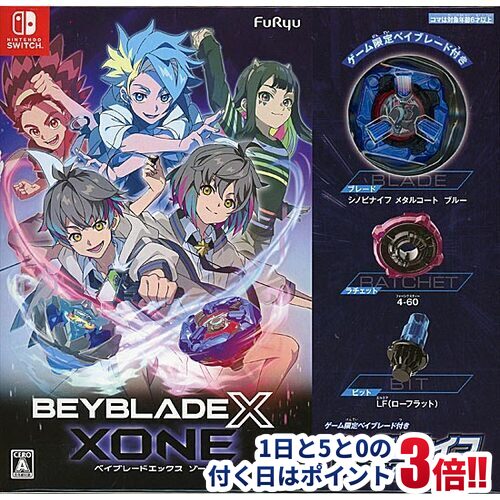 NINTENDO
SWITCH
FuRyu
コマは対象年齢6才以上
ゲーム限定ベイブレード付き
BLADE
ブレード
シノビナイフ メタルコート ブルー
RATCHET
ラチェット
4-60
BIT
ビット
LF(ローフラット)
BEYBLADE X
XONE
ベイブレードエックス ゾー
CERO
A
ゲーム限定ベイブレード付き
1日と5と0の
付く日はポイント
3倍!!